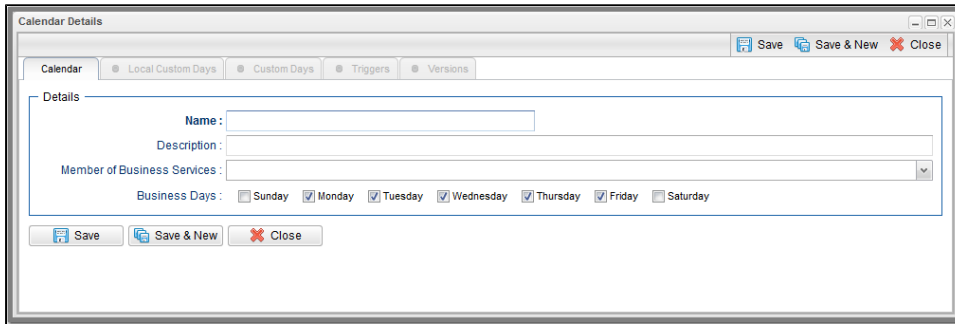 Calendar Details
Save Save & New Close
Calendar Local Custom Days Custom Days Triggers Versions
Details
Name :
Description :
Member of Business Services :
Business Days : Sunday Monday Tuesday Wednesday Thursday Friday Saturday
Save Save & New Close